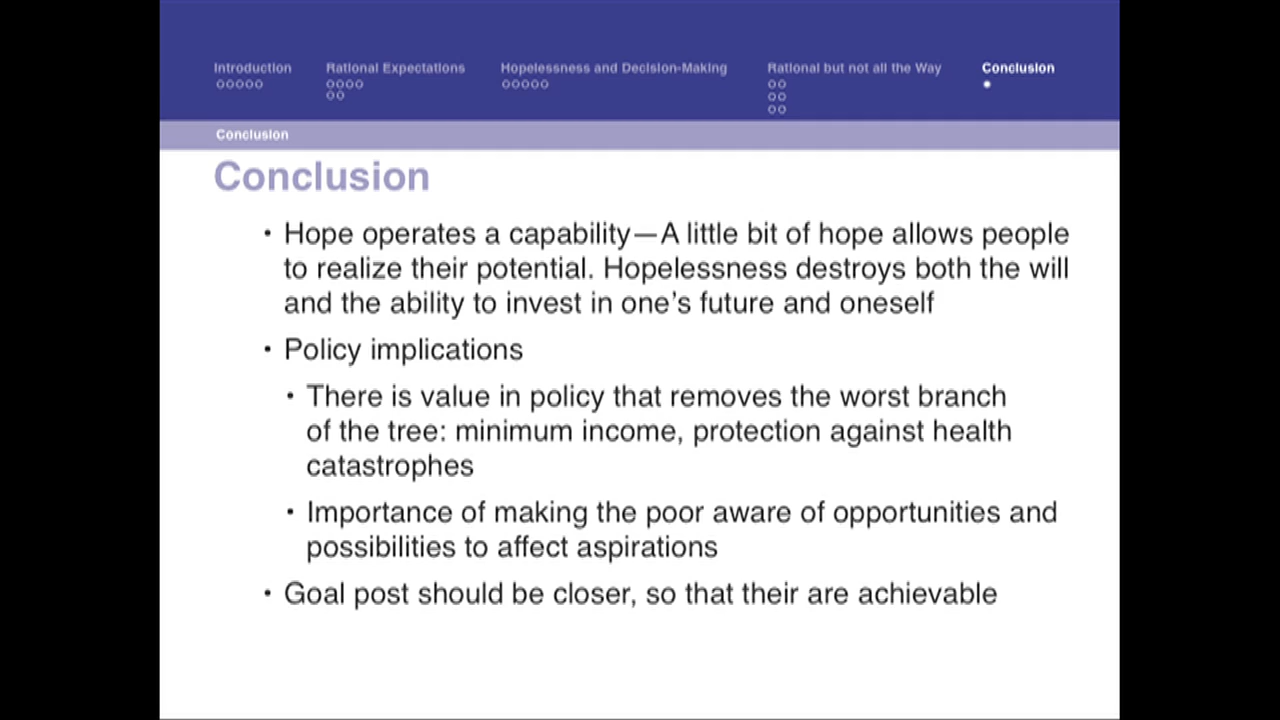 Introduction Rational Expectations Hopelessness and Decision-Making Rational but not all the Way Conclusion
Conclusion
Conclusion
• Hope operates a capability—A little bit of hope allows people
to realize their potential. Hopelessness destroys both the will
and the ability to invest in one's future and oneself
• Policy implications
• There is value in policy that removes the worst branch
of the tree: minimum income, protection against health
catastrophes
• Importance of making the poor aware of opportunities and
possibilities to affect aspirations
• Goal post should be closer, so that their are achievable